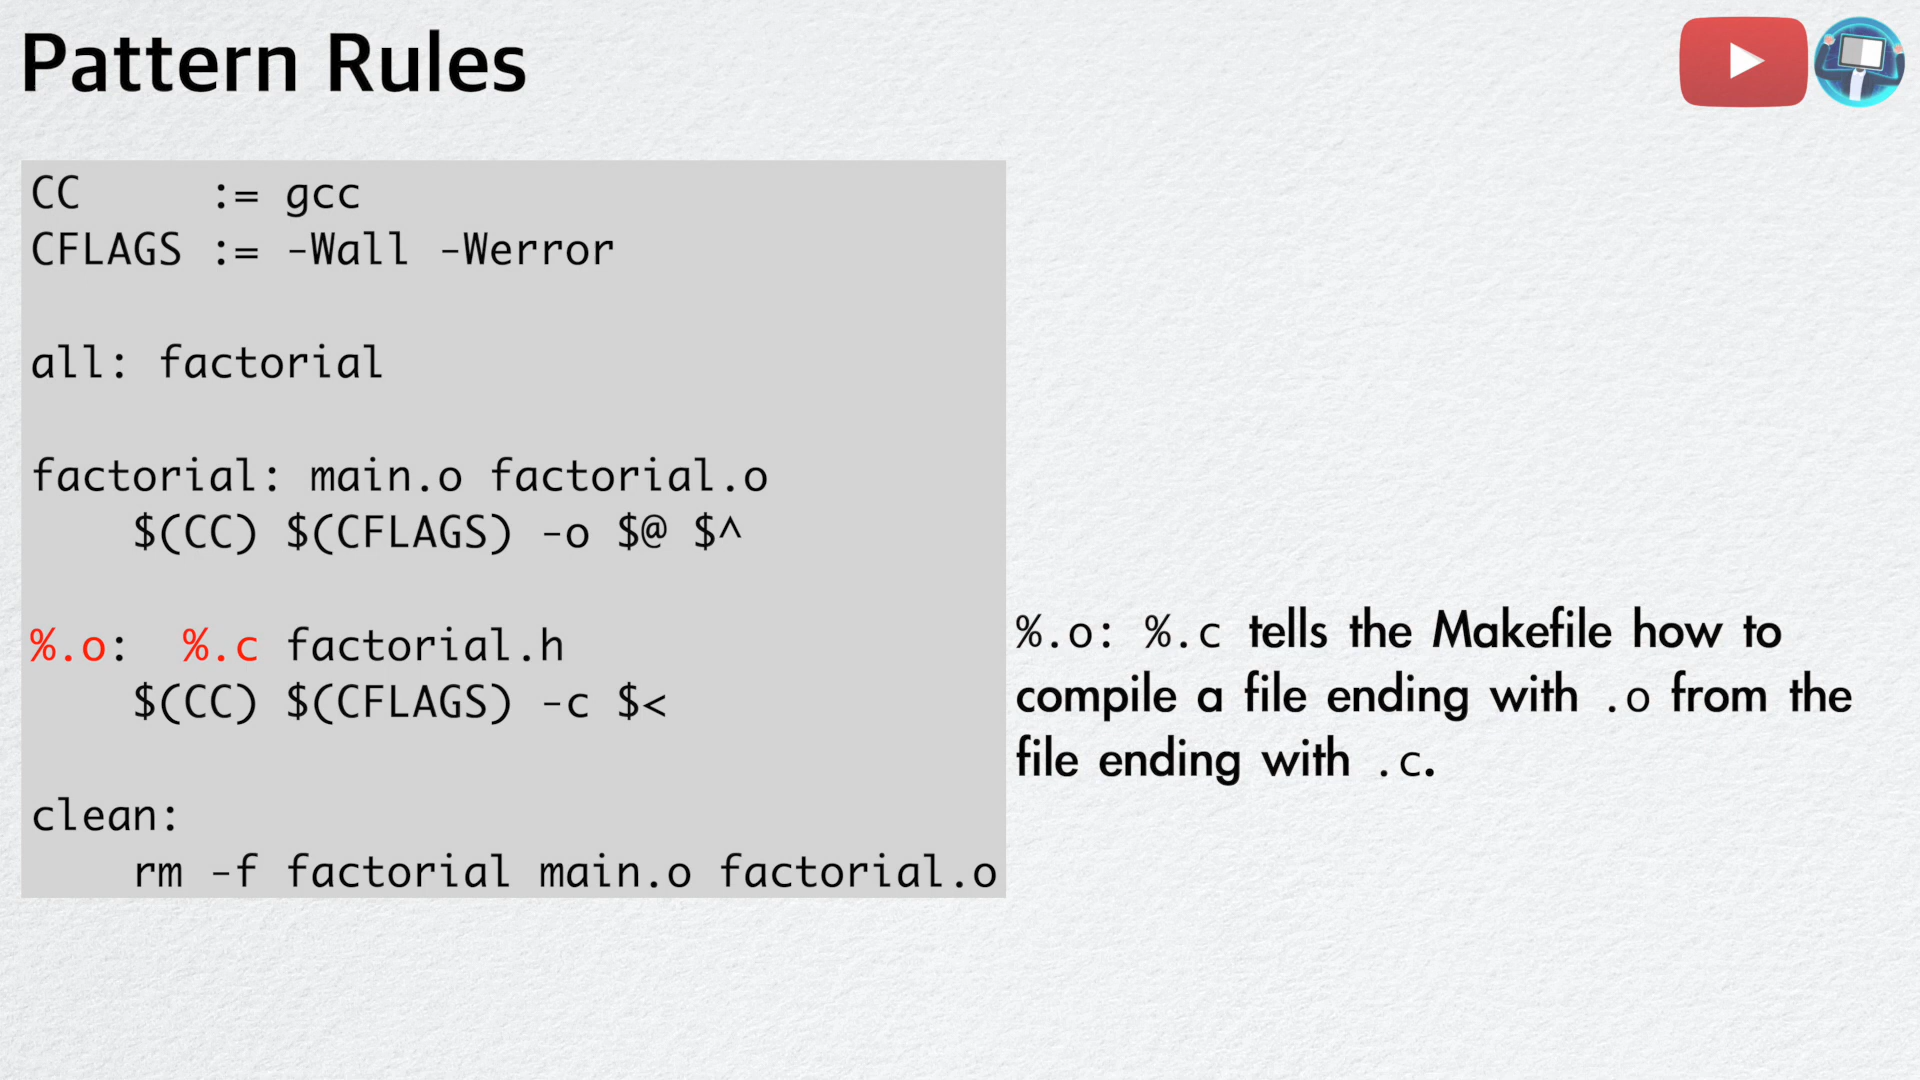 Pattern Rules
CC     := gcc
CFLAGS := -Wall -Werror
all: factorial
factorial: main.o factorial.o
    $(CC) $(CFLAGS) -o $@ $^
%.o:  %.c factorial.h
    $(CC) $(CFLAGS) -c $<
%.o: %.c tells the Makefile how to
compile a file ending with .o from the
file ending with .c.
clean:
    rm -f factorial main.o factorial.o